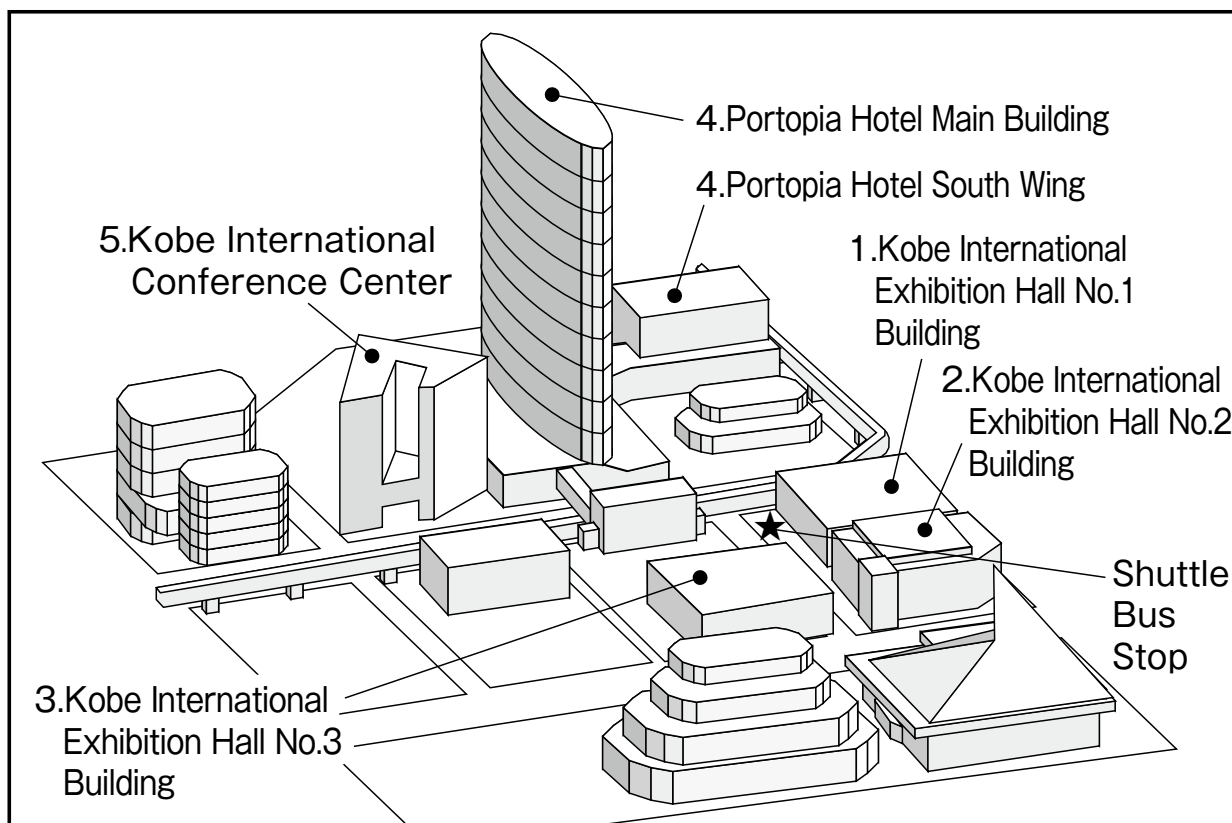 4.Portopia Hotel Main Building
4.Portopia Hotel South Wing
5.Kobe International
Conference Center
1.Kobe International
Exhibition Hall No.1
Building
2.Kobe International
Exhibition Hall No.2
Building
Shuttle
Bus
Stop
3.Kobe International
Exhibition Hall No.3
Building